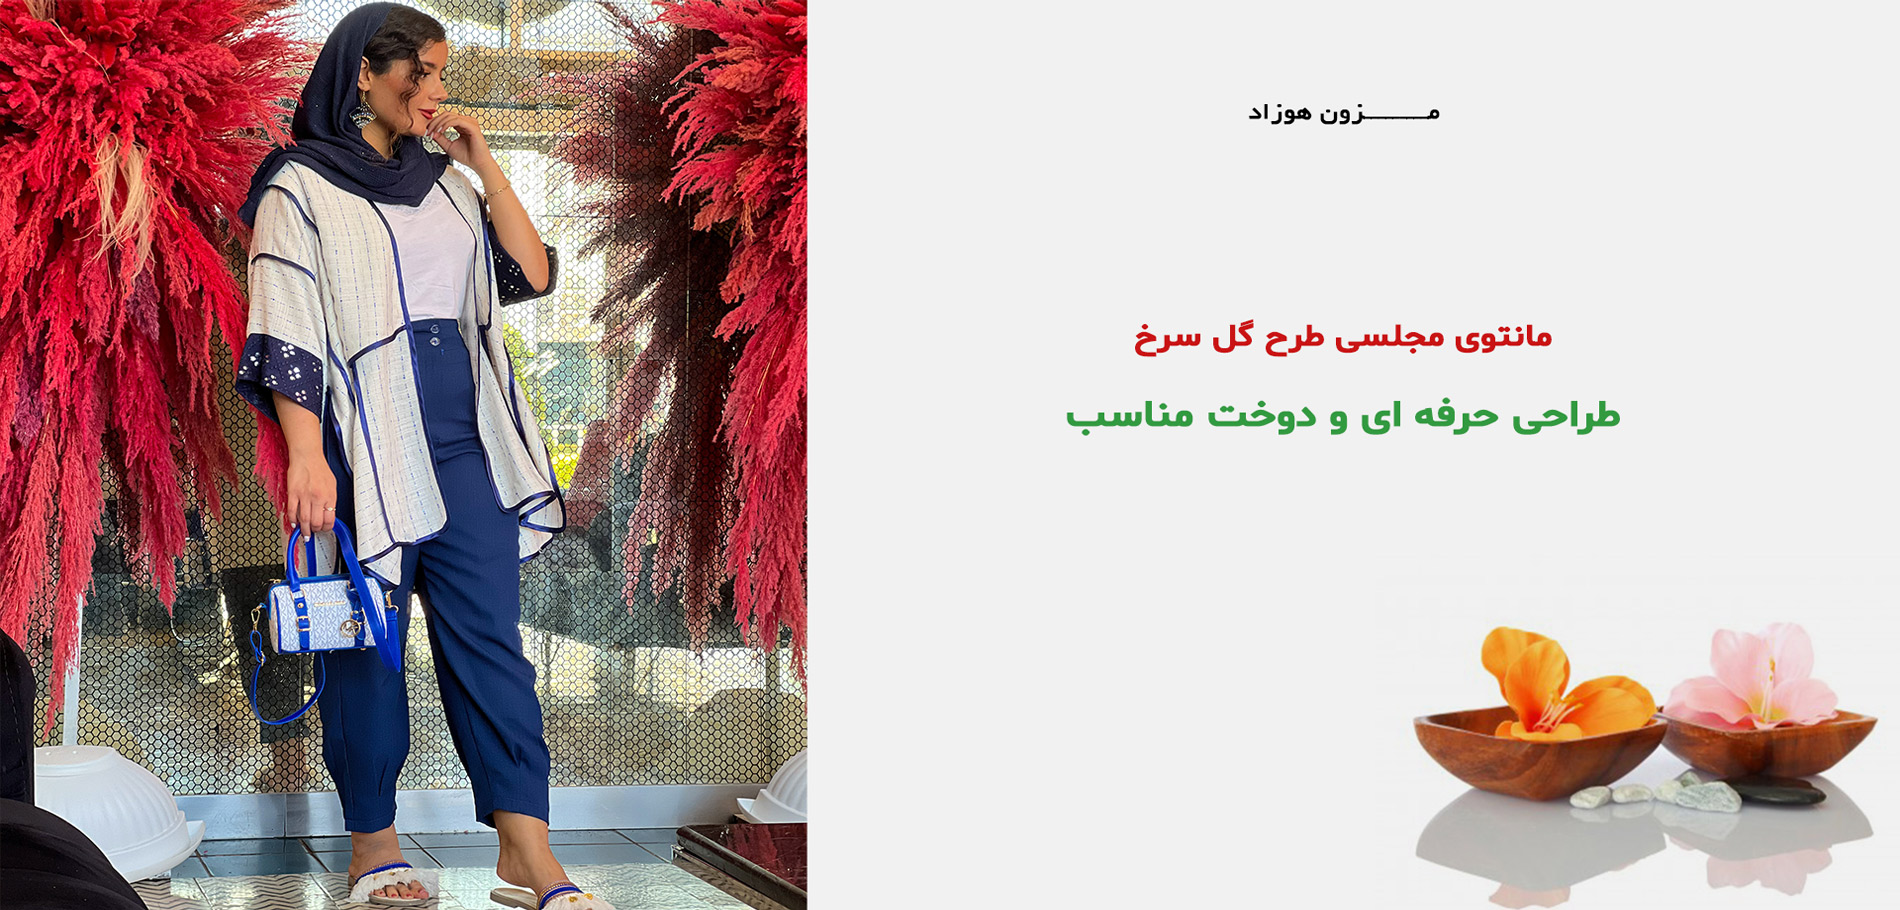 مـــــــزون هوزاد
مانتوی مجلسی طرح گل سرخ
طراحی حرفه ای و دوخت مناسب